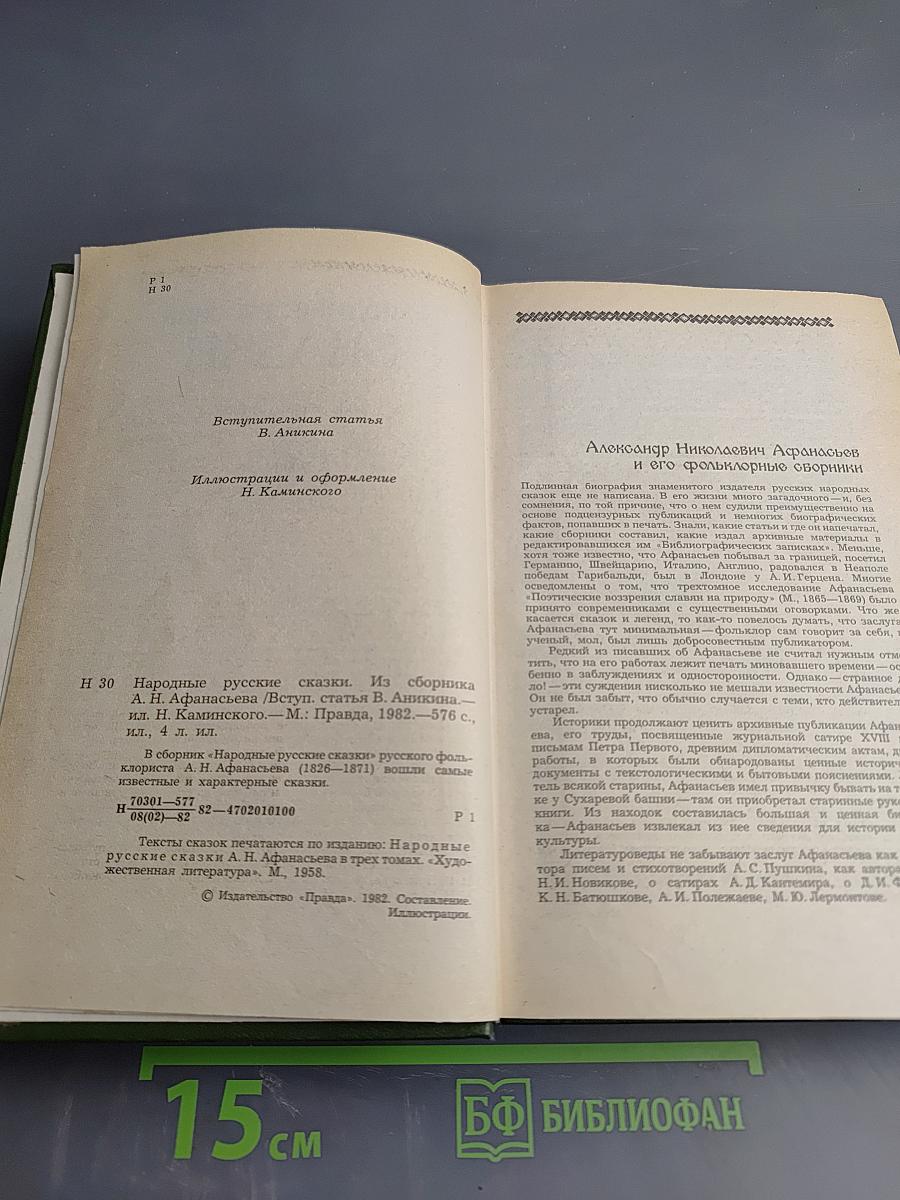 Р 1
Н 30
Вступительная статья
В. Аникина
Иллюстрации и оформление
Н. Каминского
Н 30 Народные русские сказки. Из сборника
А. Н. Афанасьева /Вступ. статья В. Аникина.—
ил. Н. Каминского.— М.: Правда, 1982.—576 с.,
ил., 4 л. ил.
В сборник «Народные русские сказки» русского фоль-
клориста А. Н. Афанасьева (1826—1871) вошли самые
известные и характерные сказки.
Н 70301—577
08(02)—82 82—4702010100
Р 1
Тексты сказок печатаются по изданию: Народные
русские сказки А. Н. Афанасьева в трех томах. «Худо-
жественная литература». М., 1958.
© Издательство «Правда». 1982. Составление.
Иллюстрации.
Александр Николаевич Афанасьев
и его фольклорные сборники
Подлинная биография знаменитого издателя русских народных
сказок еще не написана. В его жизни много загадочного—и, без
сомнения, по той причине, что о нем судили преимущественно на
основе подцензурных публикаций и немногих биографических
фактов, попавших в печать. Знали, какие статьи и где он напечатал,
какие сборники составил, какие издал архивные материалы в
редактировавшихся им «Библиографических записках». Меньше,
хотя тоже известно, что Афанасьев побывал за границей, посетил
Германию, Швейцарию, Италию, Англию, радовался в Неаполе
победам Гарибальди, был в Лондоне у А. И. Герцена. Многие
осведомлены о том, что трехтомное исследование Афанасьева
«Поэтические воззрения славян на природу» (М., 1865—1869) было
принято современниками с существенными оговорками. Что же
касается сказок и легенд, то как-то повелось думать, что заслуга
Афанасьева тут минимальная—фольклор сам говорит за себя,
ученый, мол, был лишь добросовестным публикатором.
Редкий из писавших об Афанасьеве не считал нужным отме
тить, что на его работах лежит печать миновавшего времени—ос
бенно в заблуждениях и односторонности. Однако—странное д
ло!—эти суждения нисколько не мешали известности Афанасье
Он не был забыт, что обычно случается с теми, кто действител
устарел.
Историки продолжают ценить архивные публикации Афан
ева, его труды, посвященные журнальной сатире XVIII
письмам Петра Первого, древним дипломатическим актам, д
работы, в которых были обнародованы ценные историч
документы с текстологическими и бытовыми пояснениями.
тель всякой старины, Афанасьев имел привычку бывать на т
ке у Сухаревой башни—там он приобретал старинные руко
книги. Из находок составилась большая и ценная би
ка—Афанасьев извлекал из нее сведения для истории
культуры.
Литературоведы не забывают заслуг Афанасьева как
тора писем и стихотворений А. С. Пушкина, как автора
Н. И. Новикове, о сатирах А. Д. Кантемира, о Д. И. Ф
К. Н. Батюшкове, А. И. Полежаеве, М. Ю. Лермонтове.
15 см
БФ БИБЛИОФАН